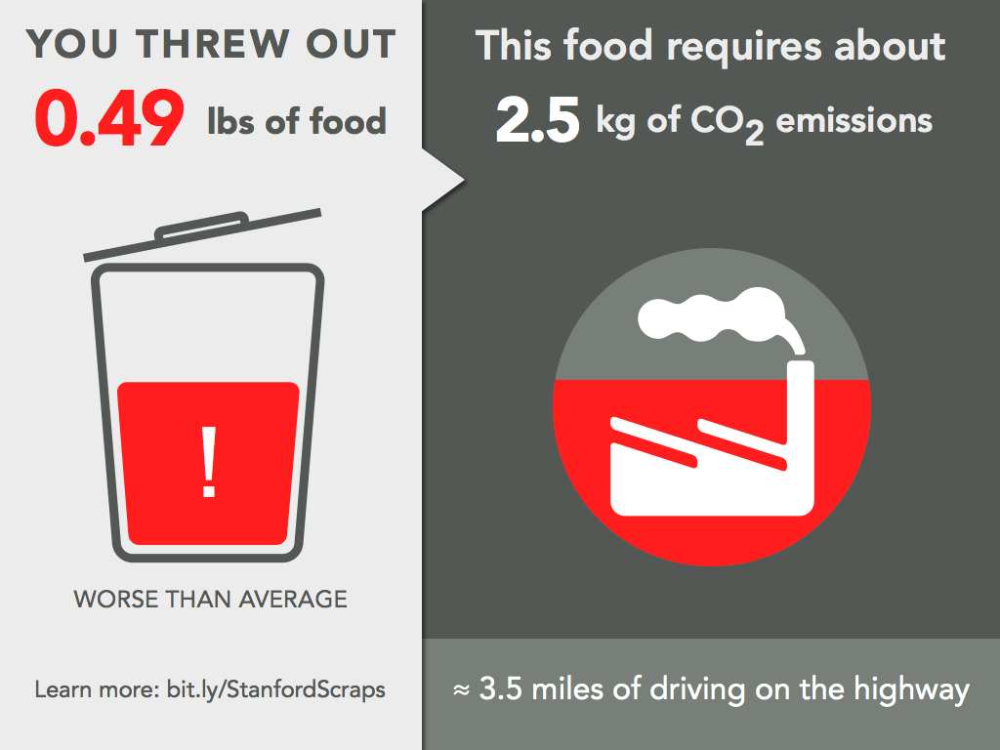 YOU THREW OUT
0.49 lbs of food
!
WORSE THAN AVERAGE
Learn more: bit.ly/StanfordScraps
This food requires about
2.5 kg of CO2 emissions
≈ 3.5 miles of driving on the highway